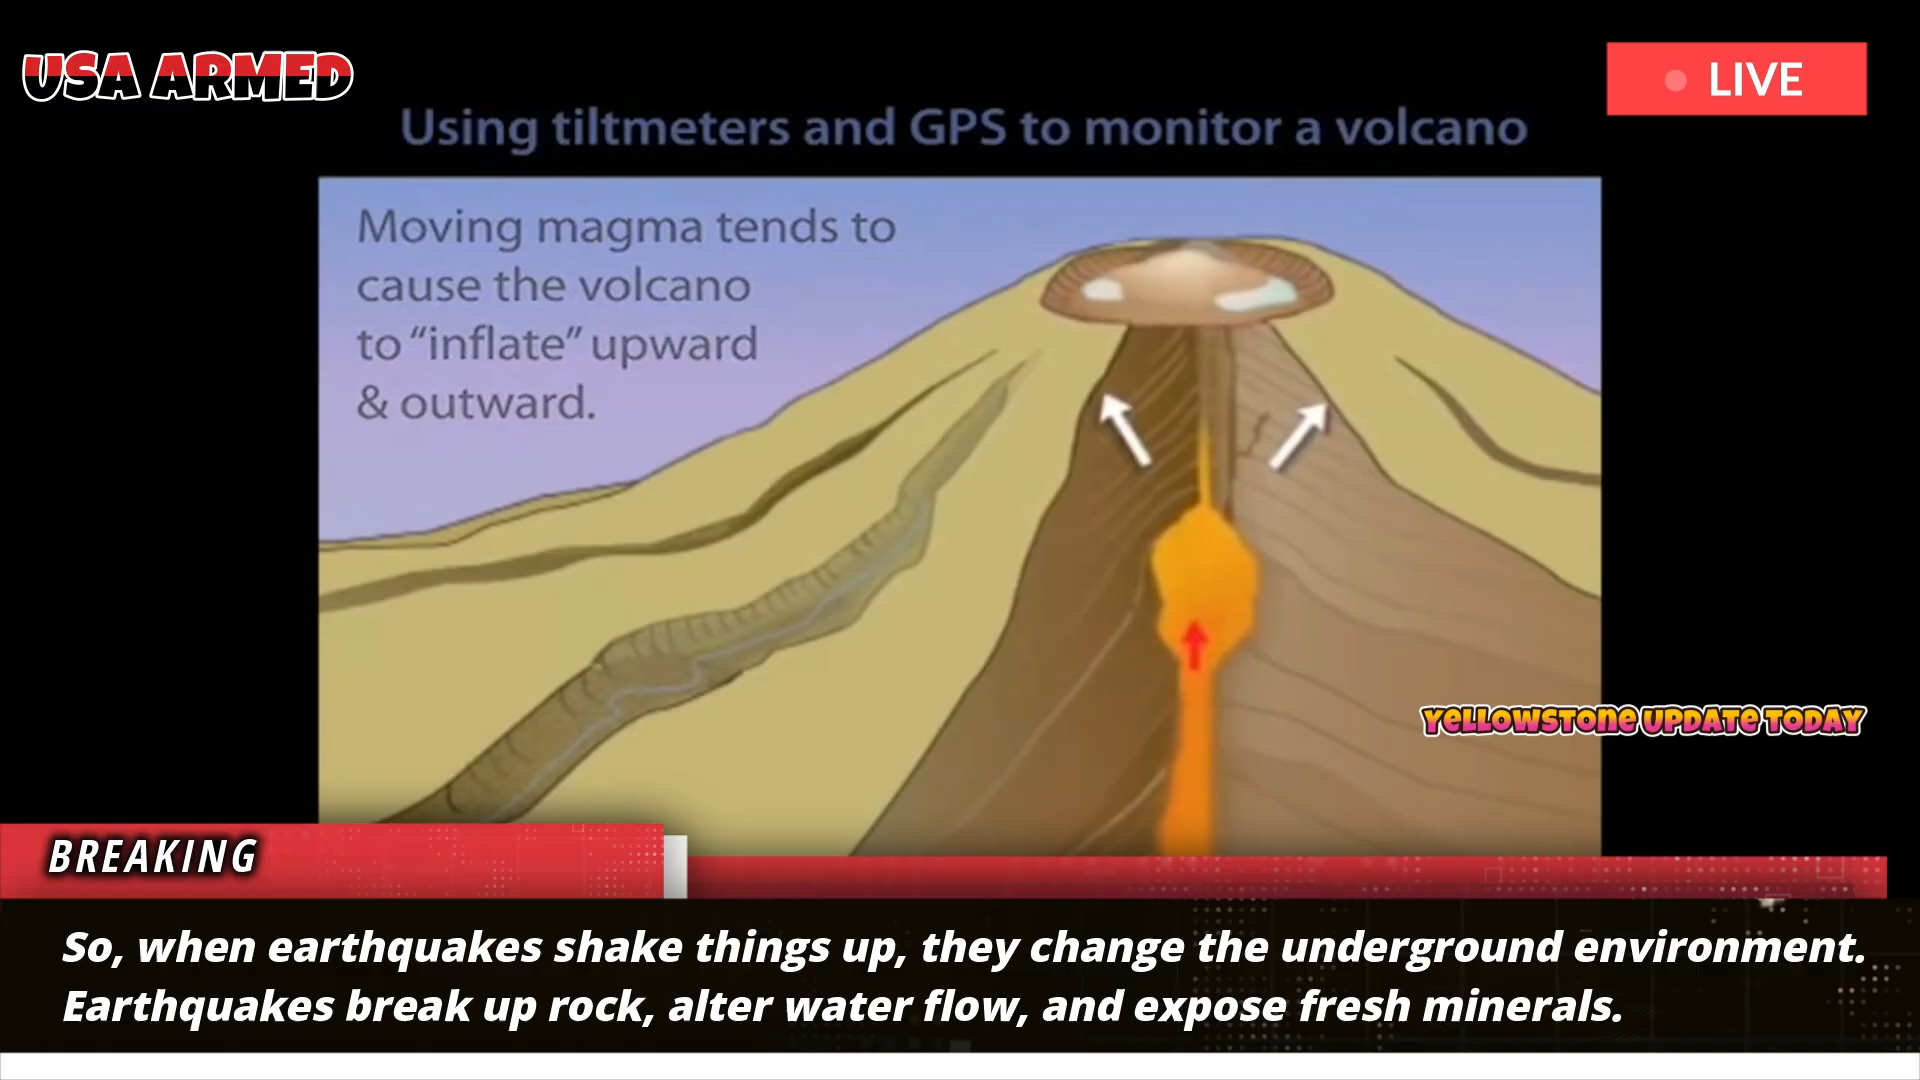 USA ARMED
LIVE
Using tiltmeters and GPS to monitor a volcano
Moving magma tends to
cause the volcano
to “inflate” upward
& outward.
YELLOWSTONE UPDATE TODAY
BREAKING
So, when earthquakes shake things up, they change the underground environment.
Earthquakes break up rock, alter water flow, and expose fresh minerals.